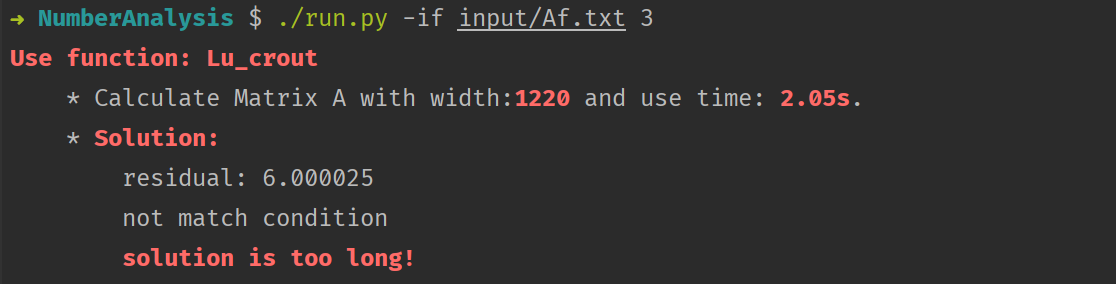 ➜ NumberAnalysis $ ./run.py -if input/Af.txt 3
Use function: Lu_crout
* Calculate Matrix A with width:1220 and use time: 2.05s.
* Solution:
residual: 6.000025
not match condition
solution is too long!